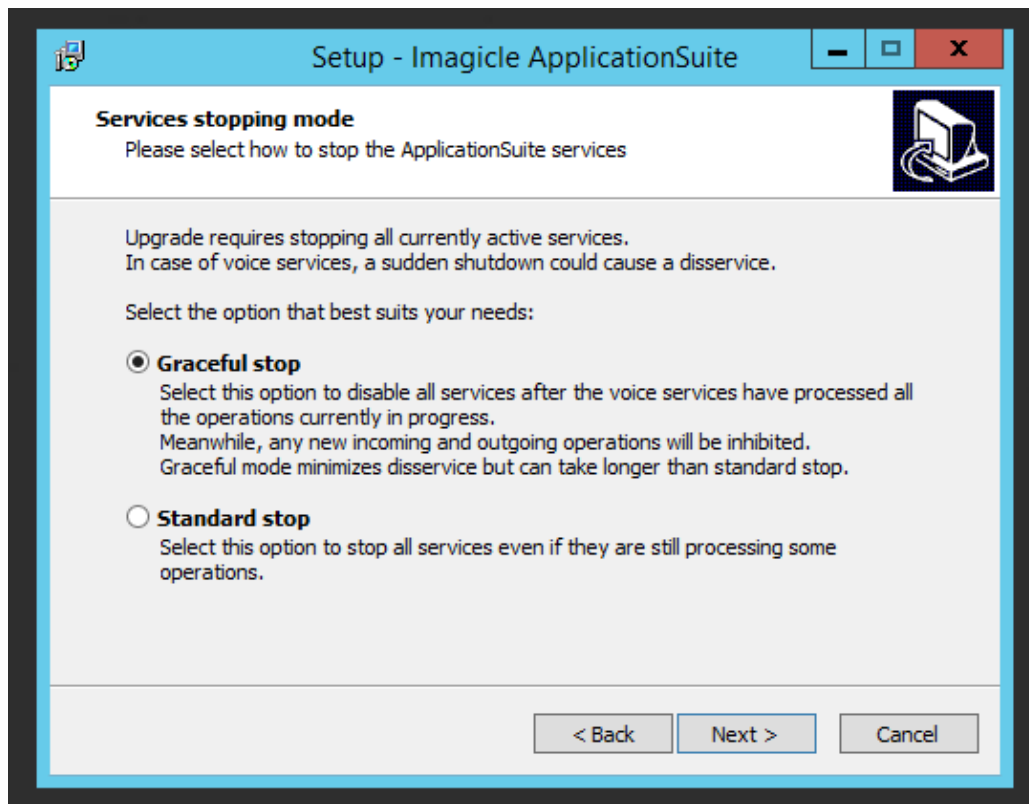 Setup - Imagicle ApplicationSuite
Services stopping mode
Please select how to stop the ApplicationSuite services
Upgrade requires stopping all currently active services.
In case of voice services, a sudden shutdown could cause a disservice.
Select the option that best suits your needs:
Graceful stop
Select this option to disable all services after the voice services have processed all
the operations currently in progress.
Meanwhile, any new incoming and outgoing operations will be inhibited.
Graceful mode minimizes disservice but can take longer than standard stop.
Standard stop
Select this option to stop all services even if they are still processing some
operations.
< Back Next > Cancel